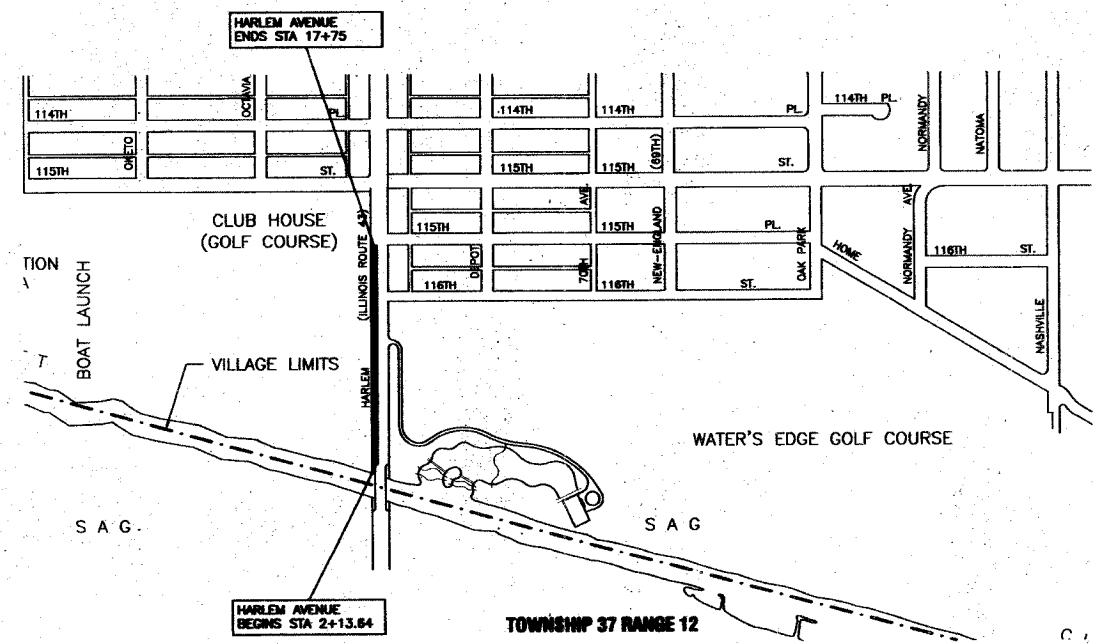 HARLEM AVENUE
ENDS STA 17+75
114TH
OCTAVIA
PL.
114TH
114TH
PL.
114TH PL.
NORMANDY
NATOMA
OKETO
115TH
ST.
115TH
115TH
(69TH)
ST.
CLUB HOUSE
(GOLF COURSE)
(ILLINOIS ROUTE 43)
115TH
AVE.
115TH
PL.
NEW-ENGLAND
OAK PARK
HOME
NORMANDY AVE.
116TH ST.
TION
A
BOAT LAUNCH
DEPOT
70TH
116TH
116TH
ST.
NASHVILLE
T
VILLAGE LIMITS
HARLEM
WATER'S EDGE GOLF COURSE
SAG
SAG
HARLEM AVENUE
BEGINS STA 2+13.64
TOWNSHIP 37 RANGE 12